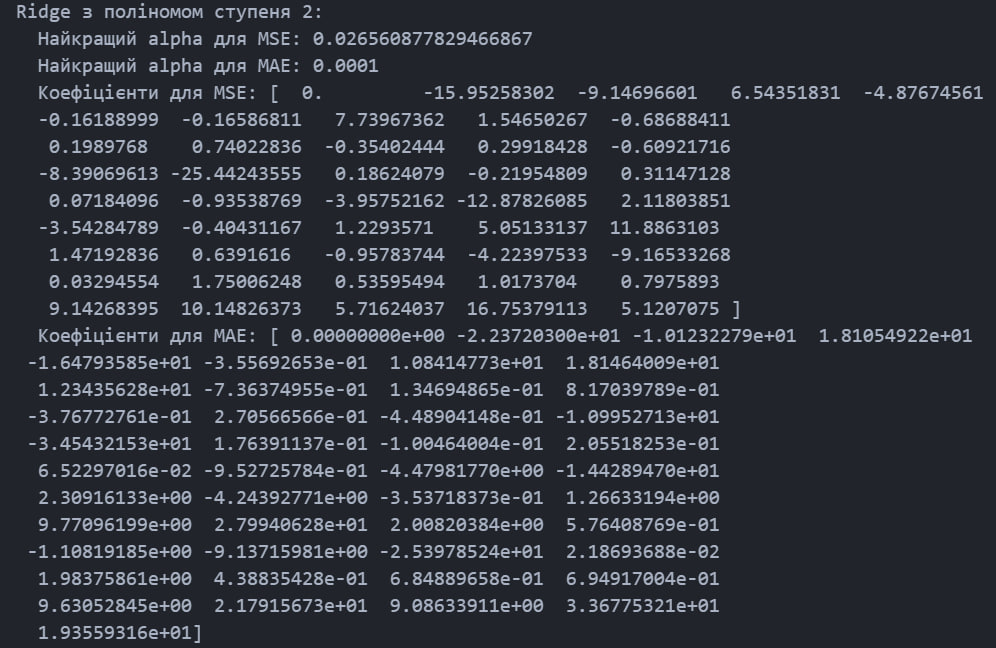 Ridge з поліномом ступеня 2:
Найкращий alpha для MSE: 0.026560877829466867
Найкращий alpha для MAE: 0.0001
Коефіцієнти для MSE: [  0.         -15.95258302  -9.14696601   6.54351831  -4.87674561
-0.16188999  -0.16586811   7.73967362   1.54650267  -0.68688411
0.1989768    0.74022836  -0.35402444   0.29918428  -0.60921716
-8.39069613 -25.44243555   0.18624079  -0.21954809   0.31147128
0.07184096  -0.93538769  -3.95752162 -12.87826085   2.11803851
-3.54284789  -0.40431167   1.2293571    5.05133137  11.8863103
1.47192836   0.6391616   -0.95783744  -4.22397533  -9.16533268
0.03294554   1.75006248   0.53595494   1.0173704    0.7975893
9.14268395  10.14826373   5.71624037  16.75379113   5.1207075 ]
Коефіцієнти для MAE: [ 0.00000000e+00 -2.23720300e+01 -1.01232279e+01  1.81054922e+01
-1.64793585e+01 -3.55692653e-01  1.08414773e+01  1.81464009e+01
1.23435628e+01 -7.36374955e-01  1.34694865e-01  8.17039789e-01
-3.76772761e-01  2.70566566e-01 -4.48904148e-01 -1.09952713e+01
-3.45432153e+01  1.76391137e-01 -1.00464004e-01  2.05518253e-01
6.52297016e-02 -9.52725784e-01 -4.47981770e+00 -1.44289470e+01
2.30916133e+00 -4.24392771e+00 -3.53718373e-01  1.26633194e+00
9.77096199e+00  2.79940628e+01  2.00820384e+00  5.76408769e-01
-1.10819185e+00 -9.13715981e+00 -2.53978524e+01  2.18693688e-02
1.98375861e+00  4.38835428e-01  6.84889658e-01  6.94917004e-01
9.63052845e+00  2.17915673e+01  9.08633911e+00  3.36775321e+01
1.93559316e+01]